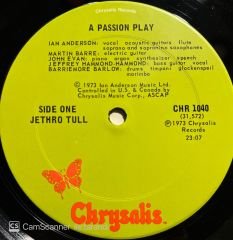 Chrysalis Records
A PASSION PLAY
IAN ANDERSON: vocal acoustic guitars flute
soprano and sopranino saxophones
MARTIN BARRE: electric guitar
JOHN EVAN: piano organ synthesizer speech
JEFFREY HAMMOND-HAMMOND: bass guitar vocal
BARRIEMORE BARLOW: drums timpani glockenspiel
marimba
© 1973 Ian Anderson Music Ltd.
Controlled in U.S. & Canada by
Chrysalis Music Corp., ASCAP
SIDE ONE
JETHRO TULL
CHR 1040
(31,572)
℗ 1973 Chrysalis
Records
23:07
Chrysalis
CamScanner